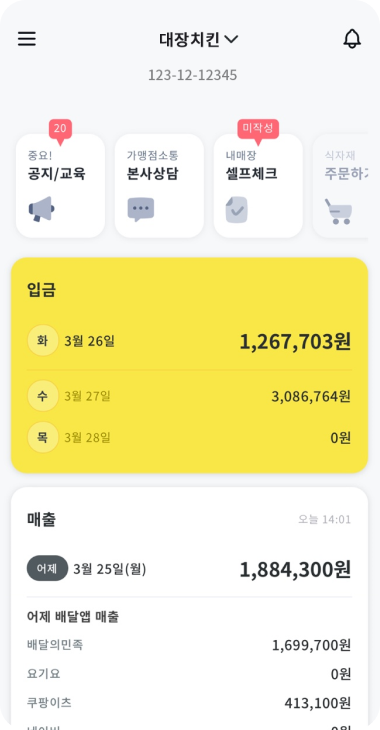 대장치킨
123-12-12345
20
미작성
중요!
공지/교육
가맹점소통
본사상담
내매장
셀프체크
식자재
주문하기
입금
화 3월 26일 1,267,703원
수 3월 27일 3,086,764원
목 3월 28일 0원
매출
오늘 14:01
어제 3월 25일(월) 1,884,300원
어제 배달앱 매출
배달의민족 1,699,700원
요기요 0원
쿠팡이츠 413,100원